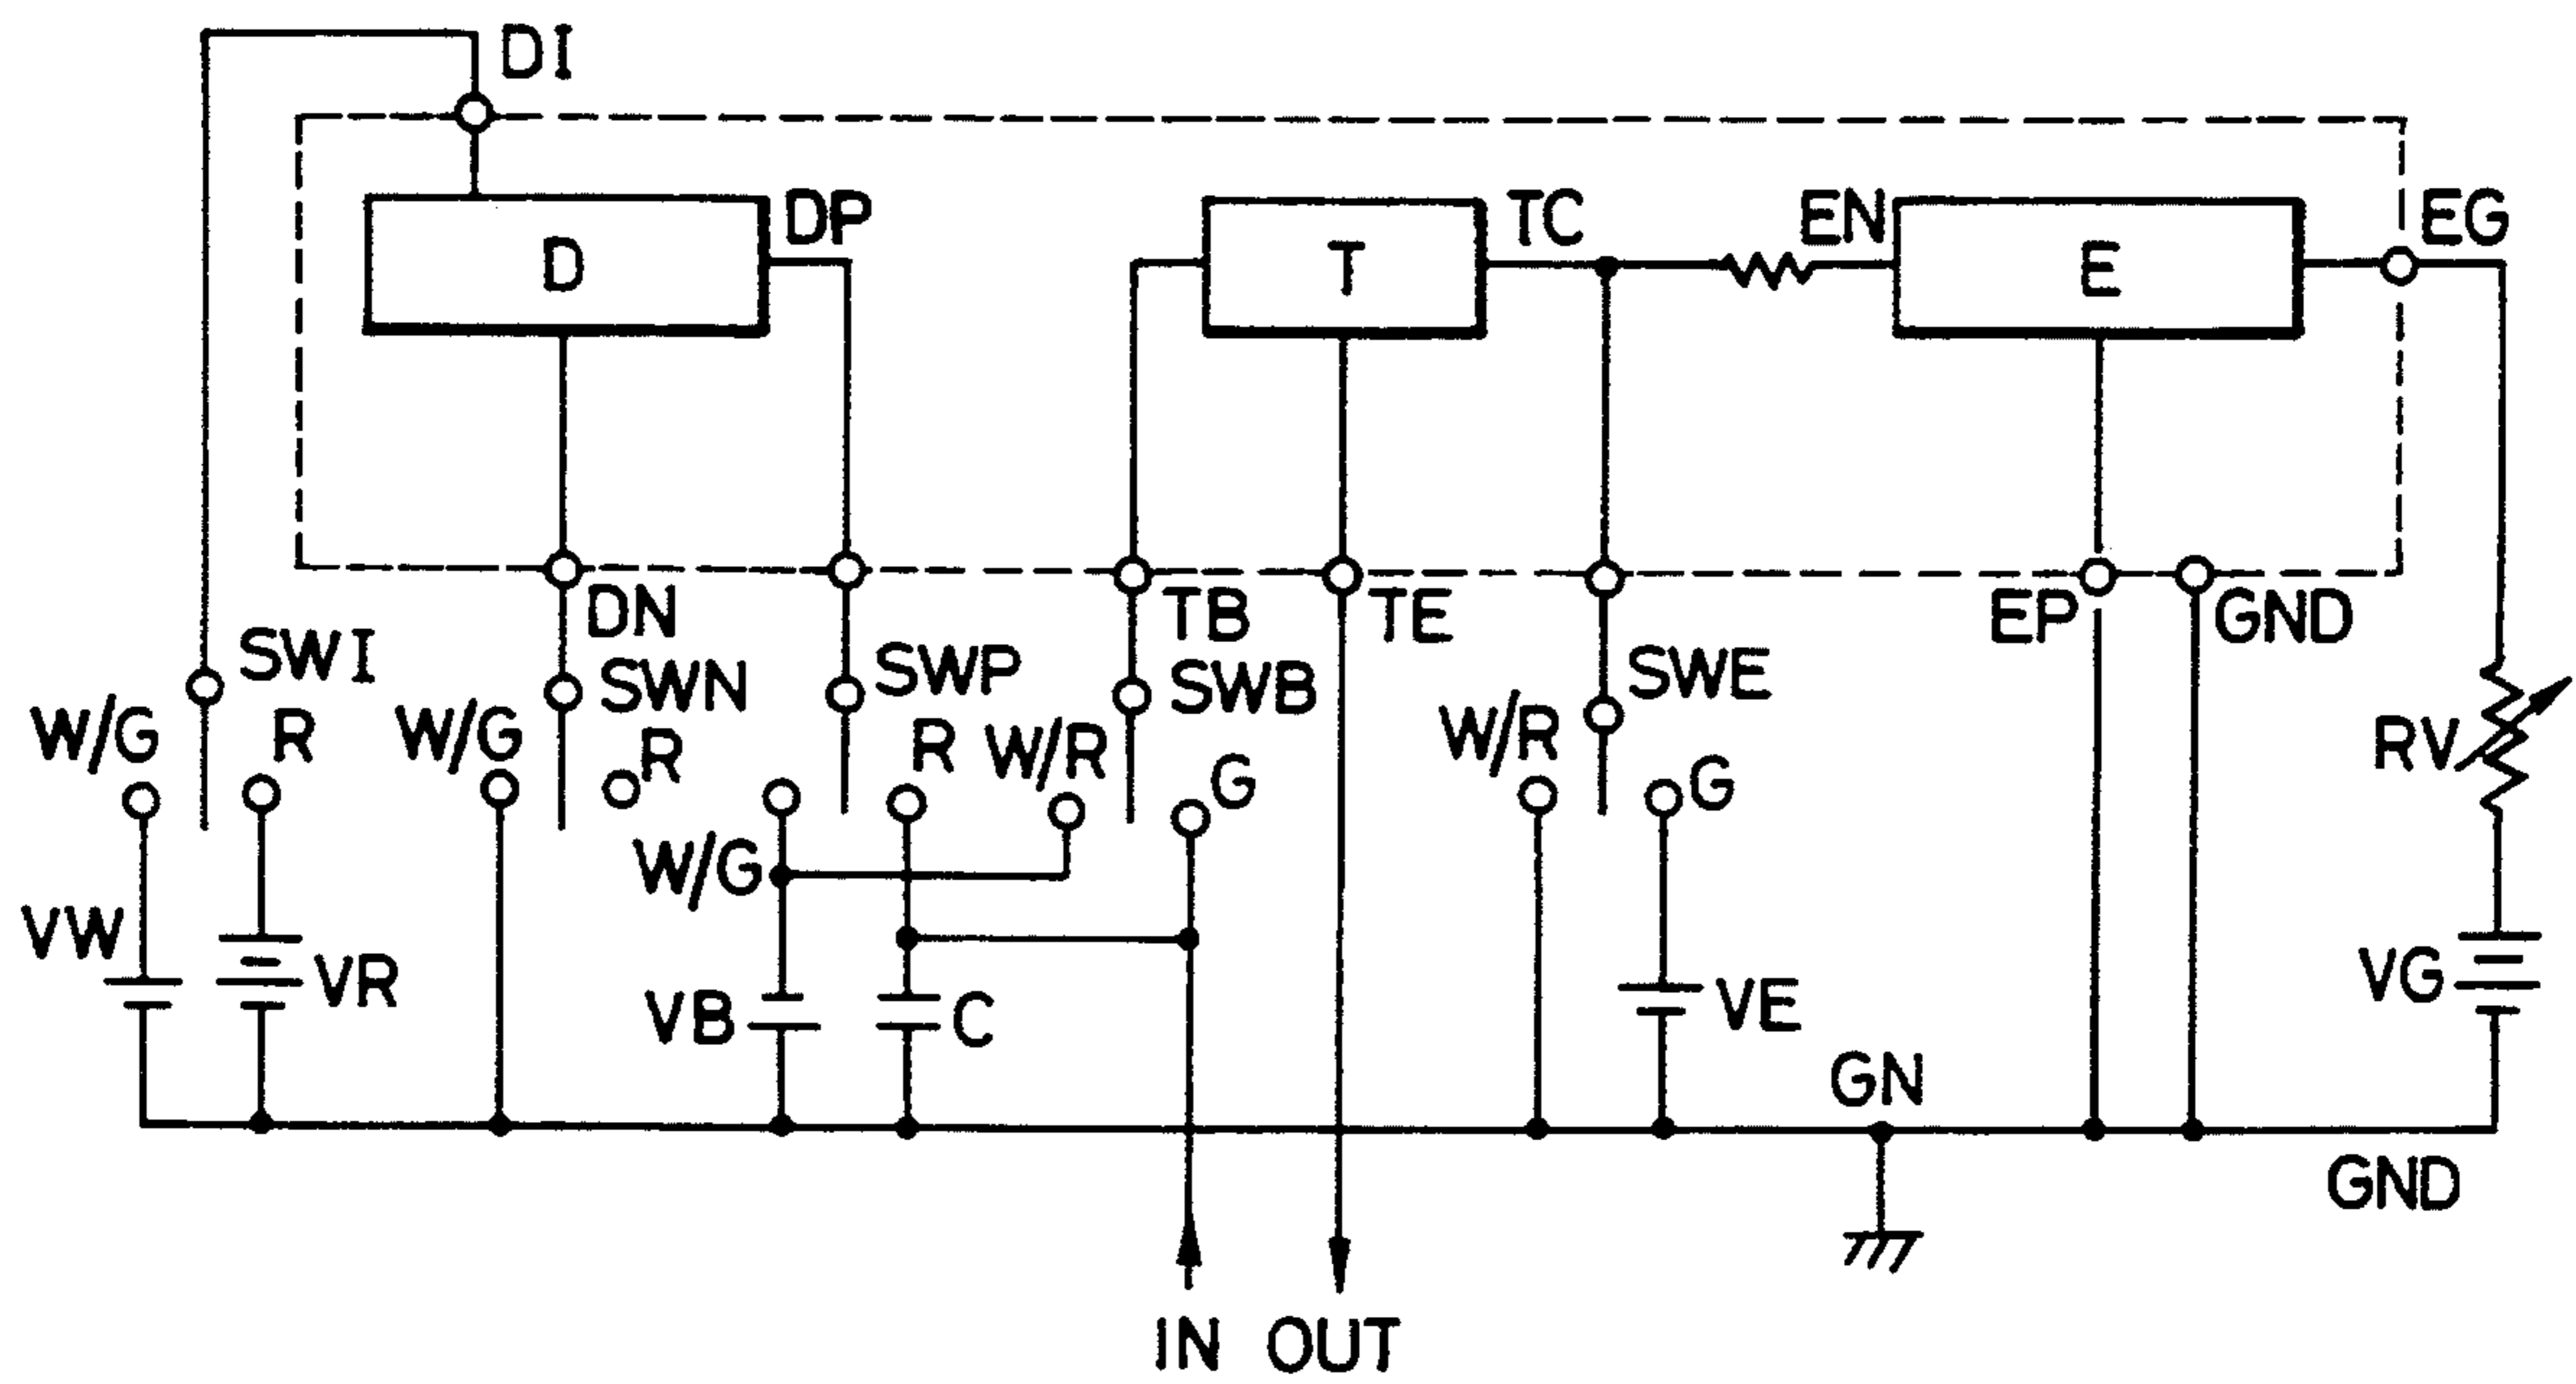 DI
DP
TC
EN
EG
D
T
E
DN
TB
TE
EP
GND
SWI
SWN
SWP
SWB
SWE
W/G
R
W/G
R
R
W/R
G
W/R
G
RV
W/G
VW
VR
VB
C
VE
VG
GN
GND
IN OUT